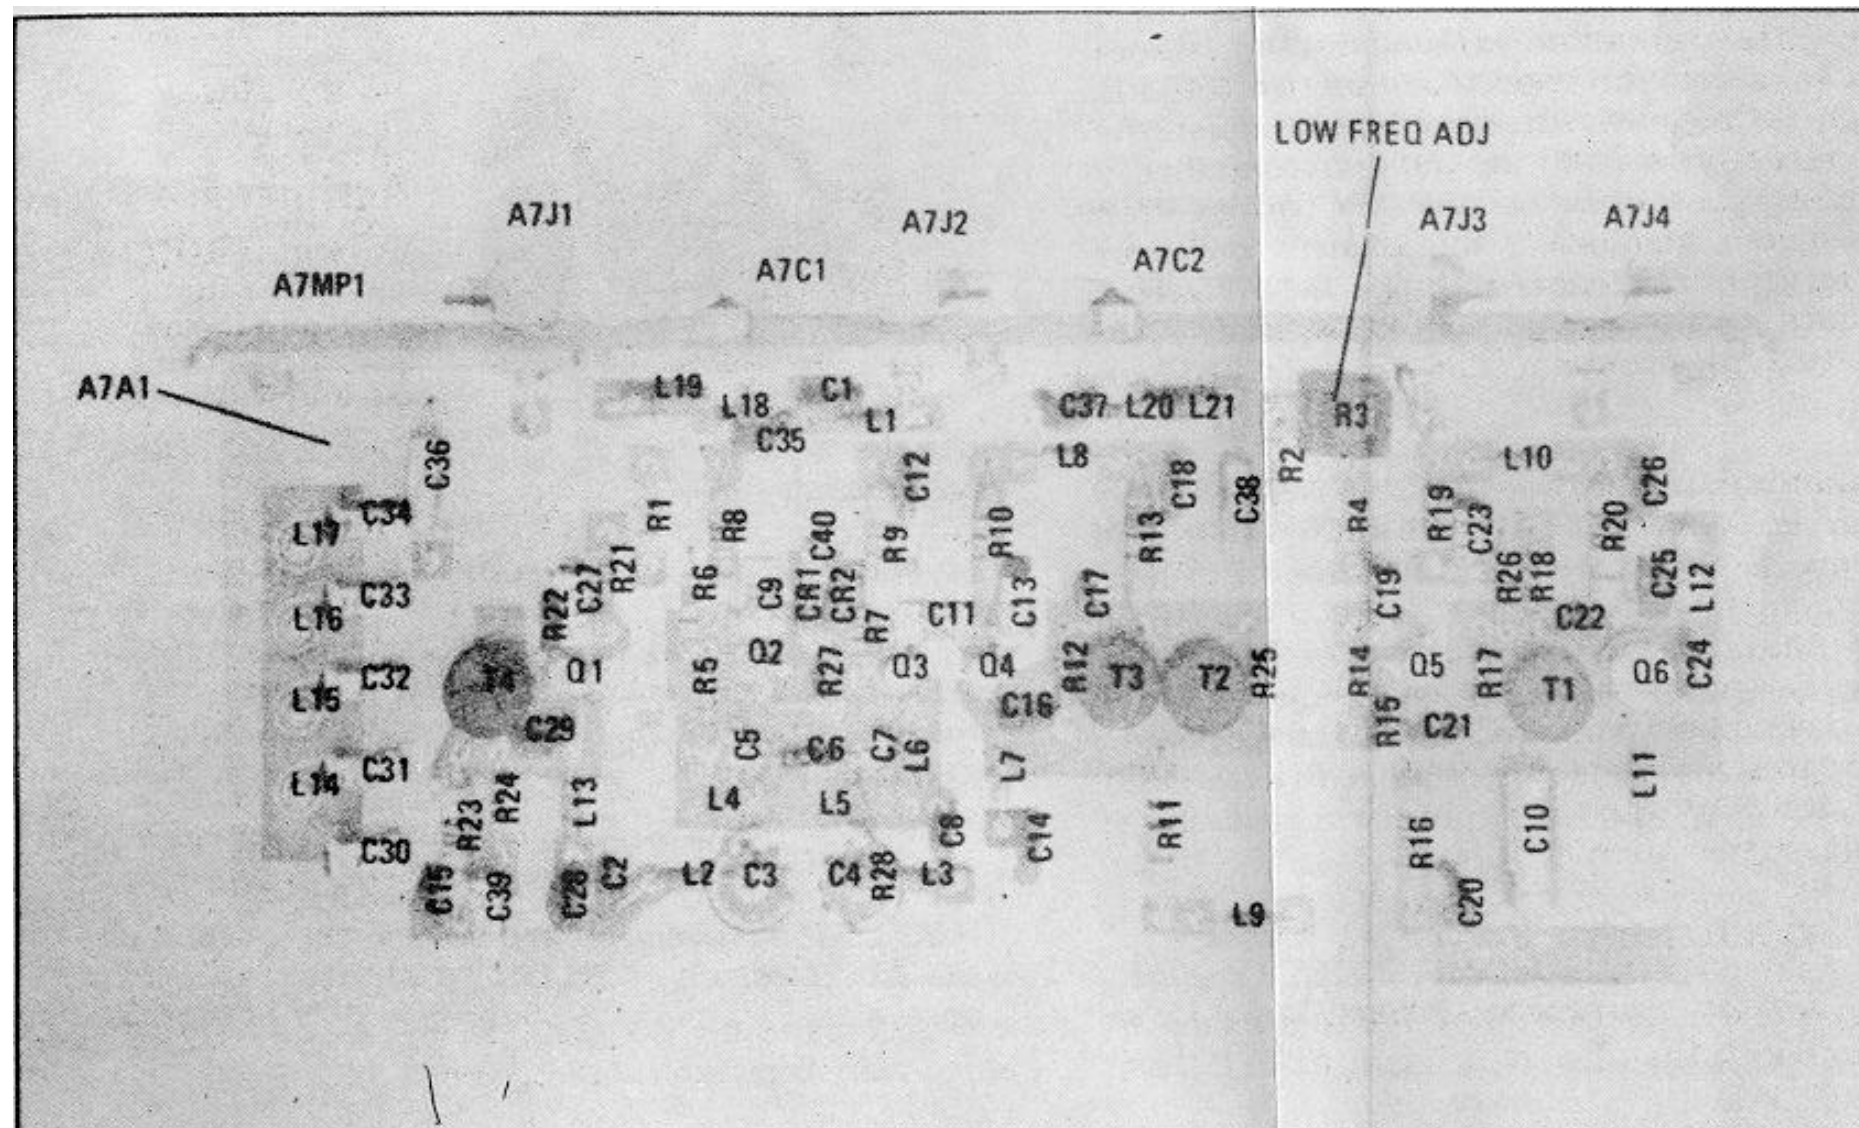 LOW FREQ ADJ
A7J1
A7J2
A7J3
A7J4
A7MP1
A7C1
A7C2
A7A1
L19
L18
C1
L1
C35
C37
L20
L21
R3
L8
R2
L10
C36
C12
C18
C38
C26
L17
C34
R1
R8
C40
R9
R10
R13
R4
R19
C23
R20
L16
C33
R22
C27
R21
R6
C9
CR1
CR2
R7
C11
C13
C17
C19
R26
R18
C22
C25
L12
L15
C32
T4
Q1
R5
Q2
R27
Q3
Q4
R12
T3
T2
R25
R14
Q5
R17
T1
Q6
C24
C29
C16
R15
C21
C5
C6
C7
L6
L7
L14
C31
R23
R24
L13
L4
L5
C8
C14
R11
R16
C10
L11
C30
C15
C39
C28
C2
L2
C3
C4
R28
L3
L9
C20